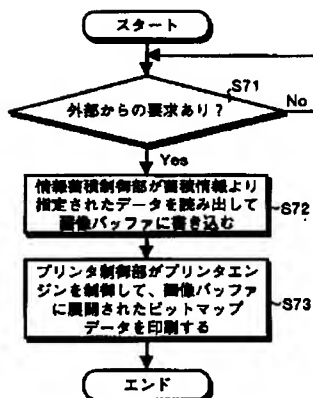 スタート
S71
外部からの要求あり？
No
Yes
情報蓄積制御部が蓄積情報より
指定されたデータを読み出して
画像バッファに書き込む
S72
プリンタ制御部がプリンタエン
ジンを制御して、画像バッファ
に展開されたビットマップ
データを印刷する
S73
エンド